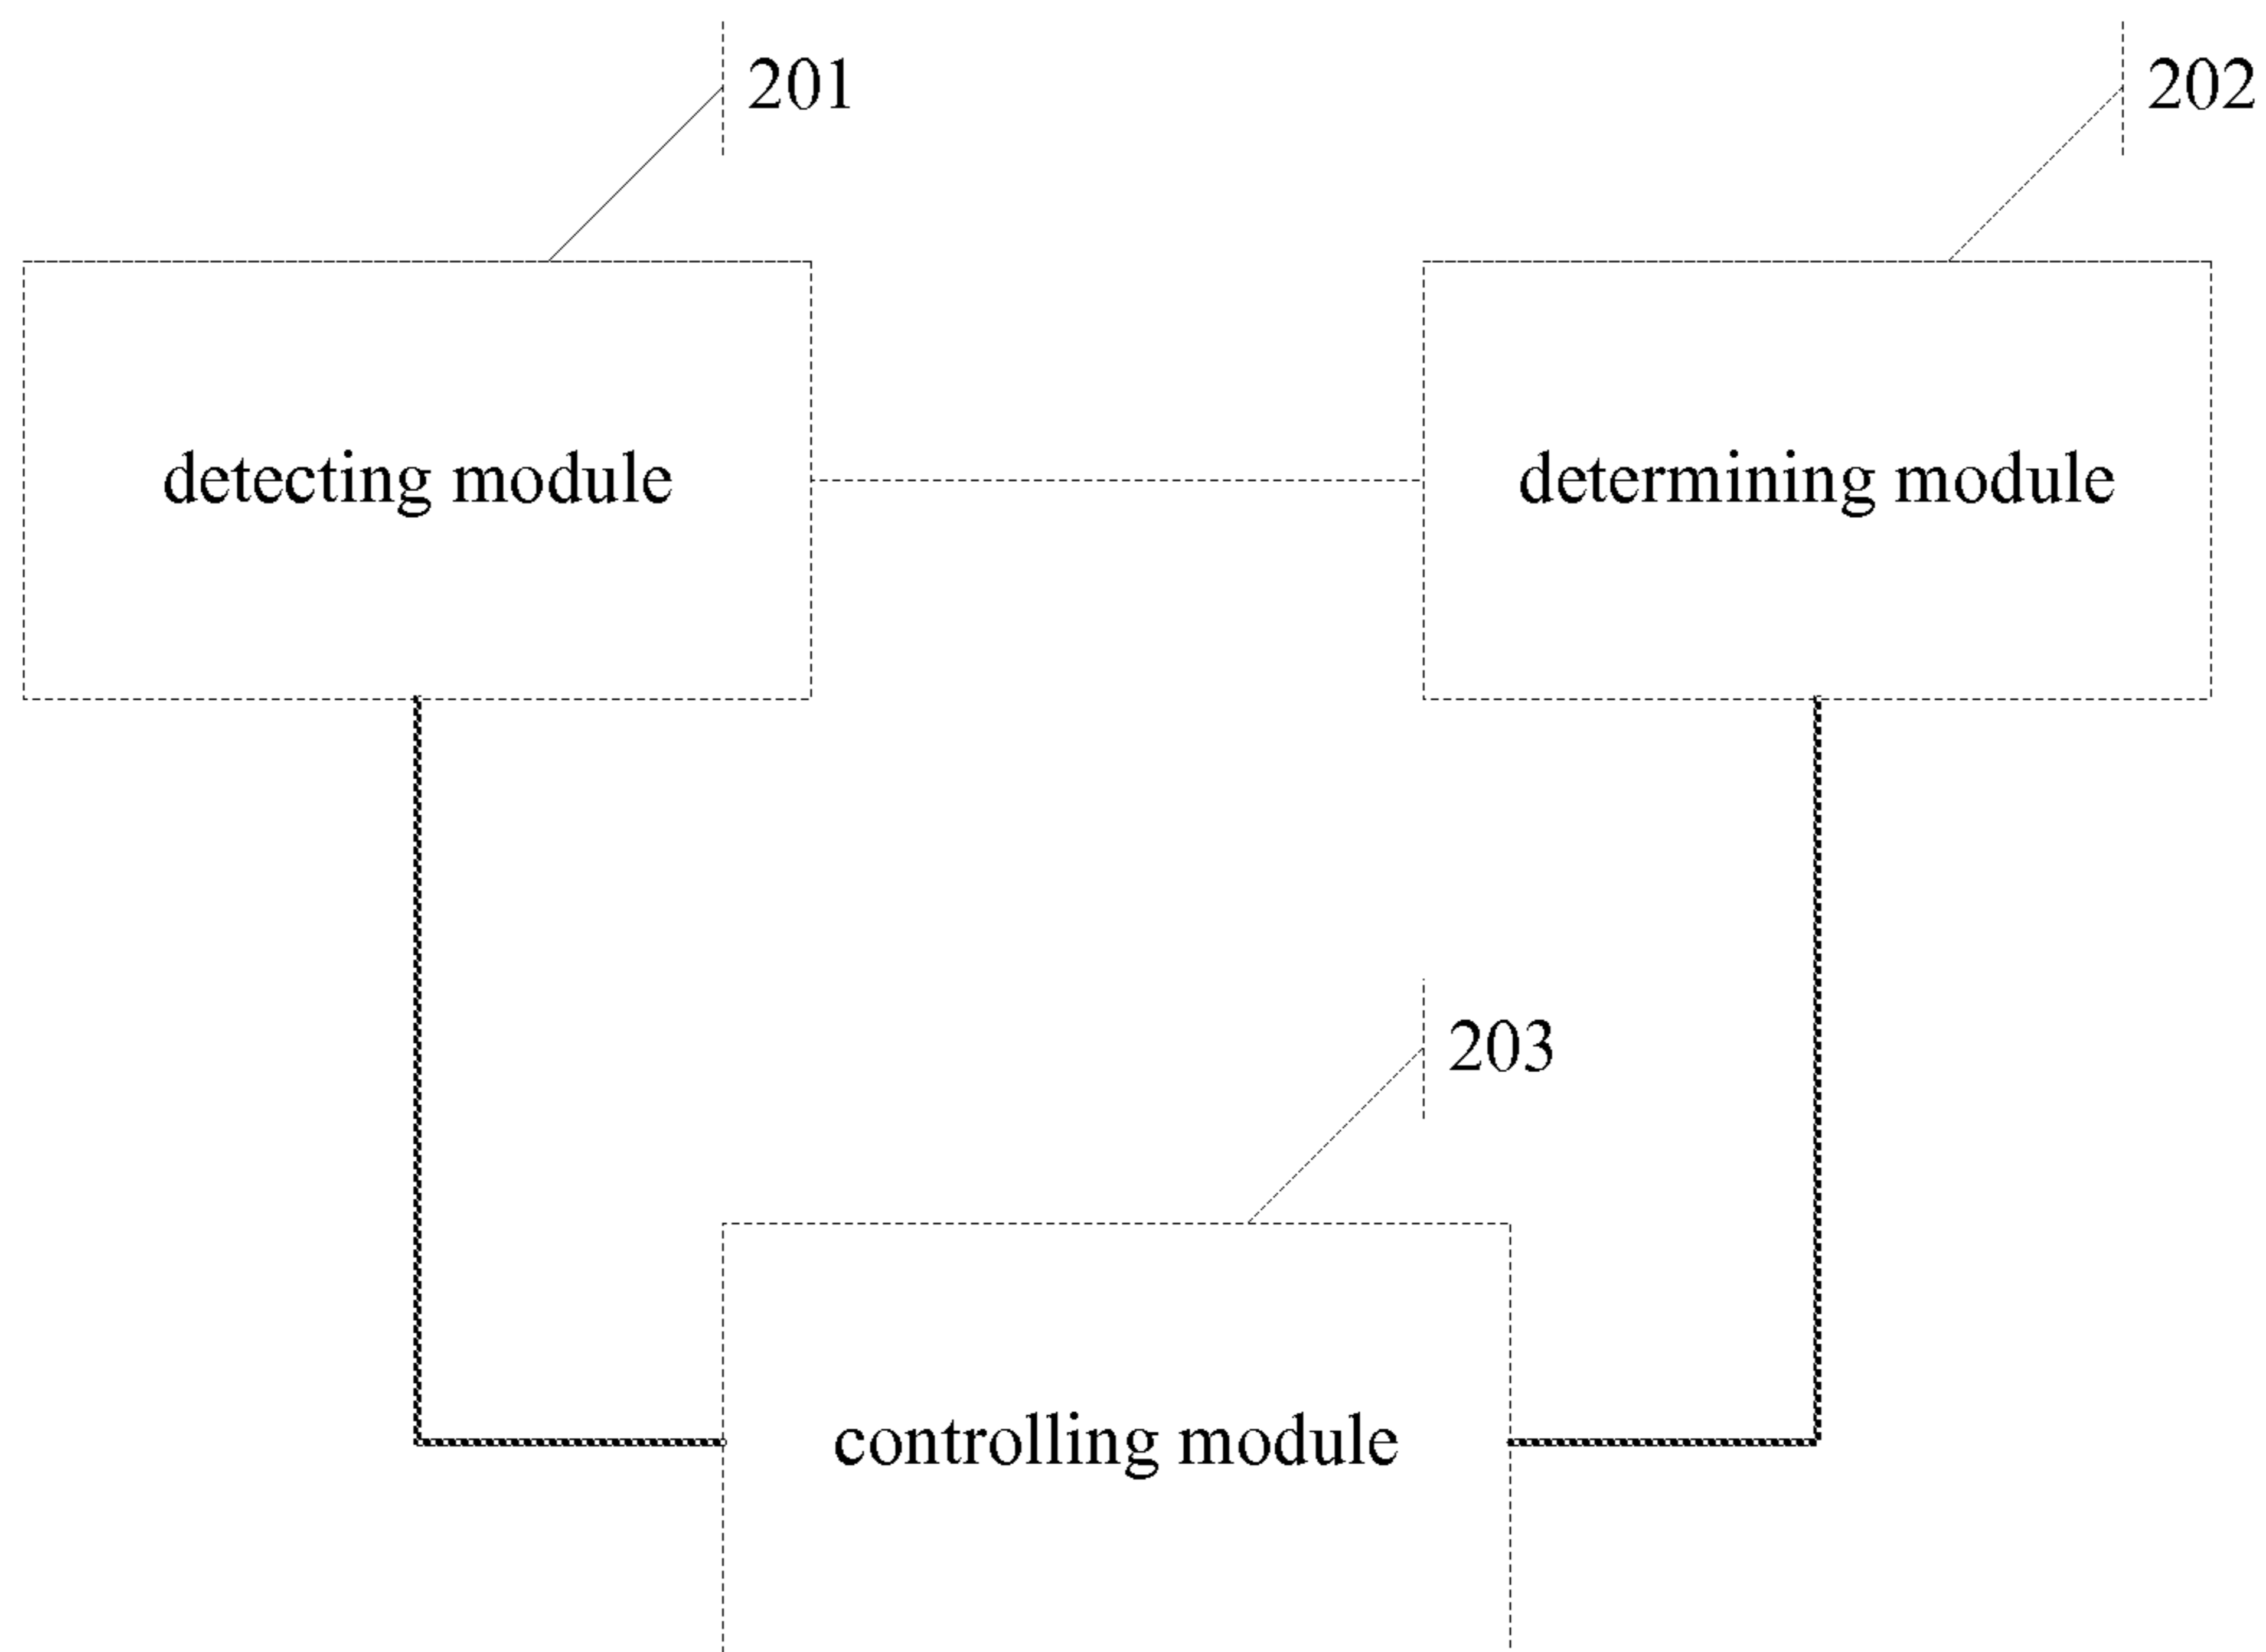 201
202
detecting module
determining module
203
controlling module